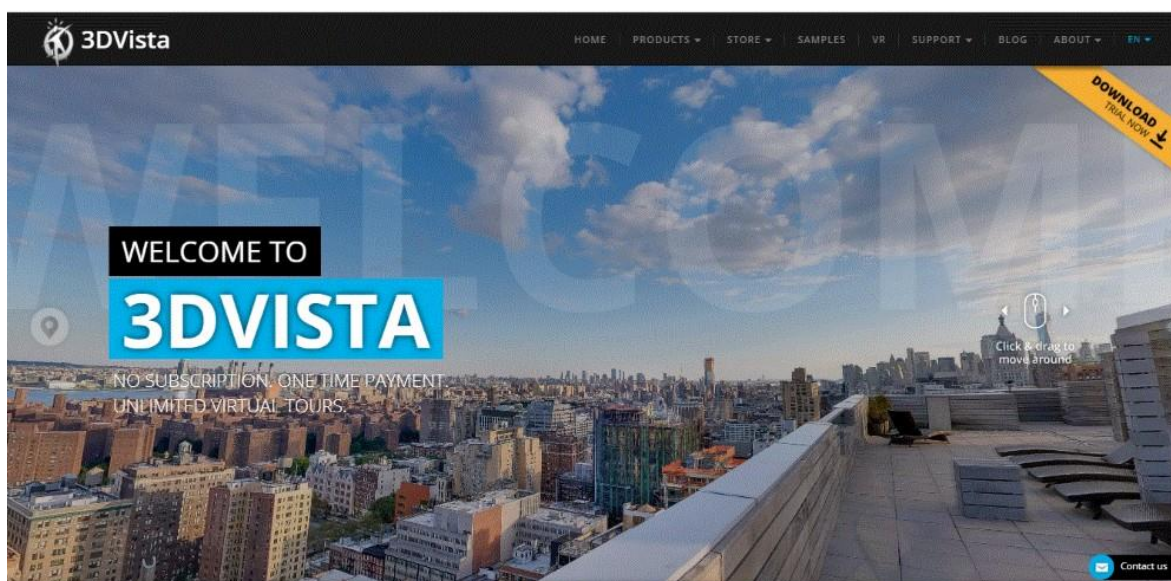 3DVista
HOME PRODUCTS STORE SAMPLES VR SUPPORT BLOG ABOUT EN
DOWNLOAD
TRIAL NOW
WELCOM
WELCOME TO
3DVISTA
NO SUBSCRIPTION. ONE TIME PAYMENT.
UNLIMITED VIRTUAL TOURS.
Click & drag to
move around
Contact us